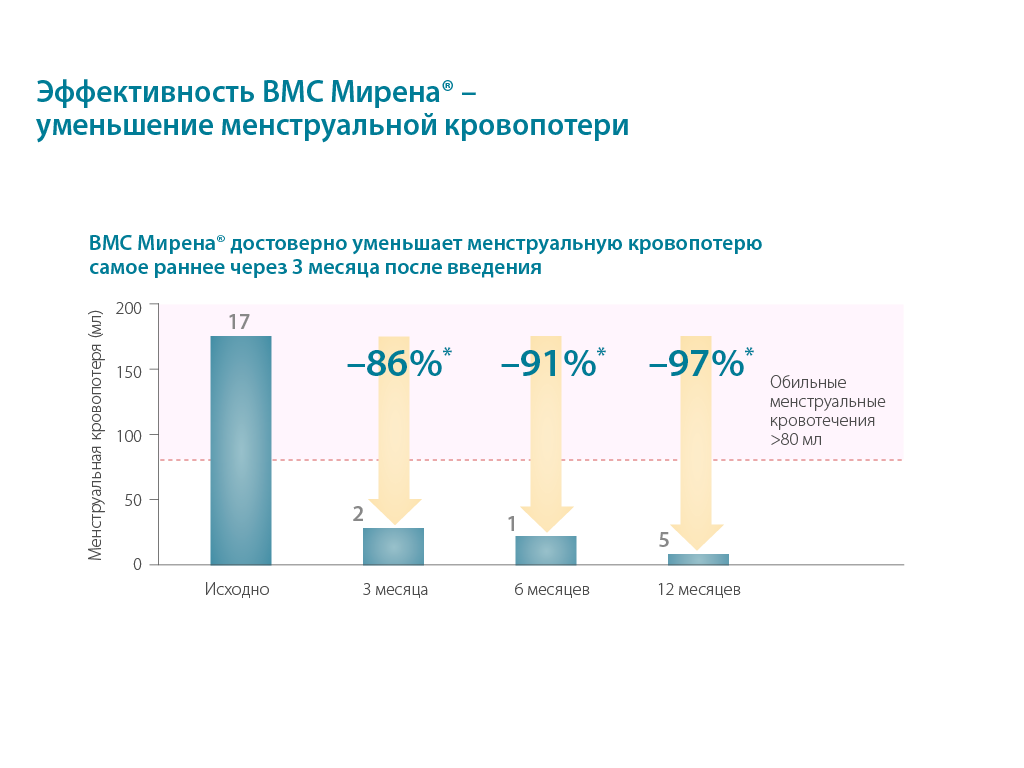 Эффективность ВМС Мирена® –
уменьшение менструальной кровопотери
ВМС Мирена® достоверно уменьшает менструальную кровопотерю
самое раннее через 3 месяца после введения
Менструальная кровопотеря (мл)
200
150
100
50
0
17
–86%*
–91%*
–97%*
Обильные
менструальные
кровотечения
>80 мл
2
1
5
Исходно
3 месяца
6 месяцев
12 месяцев